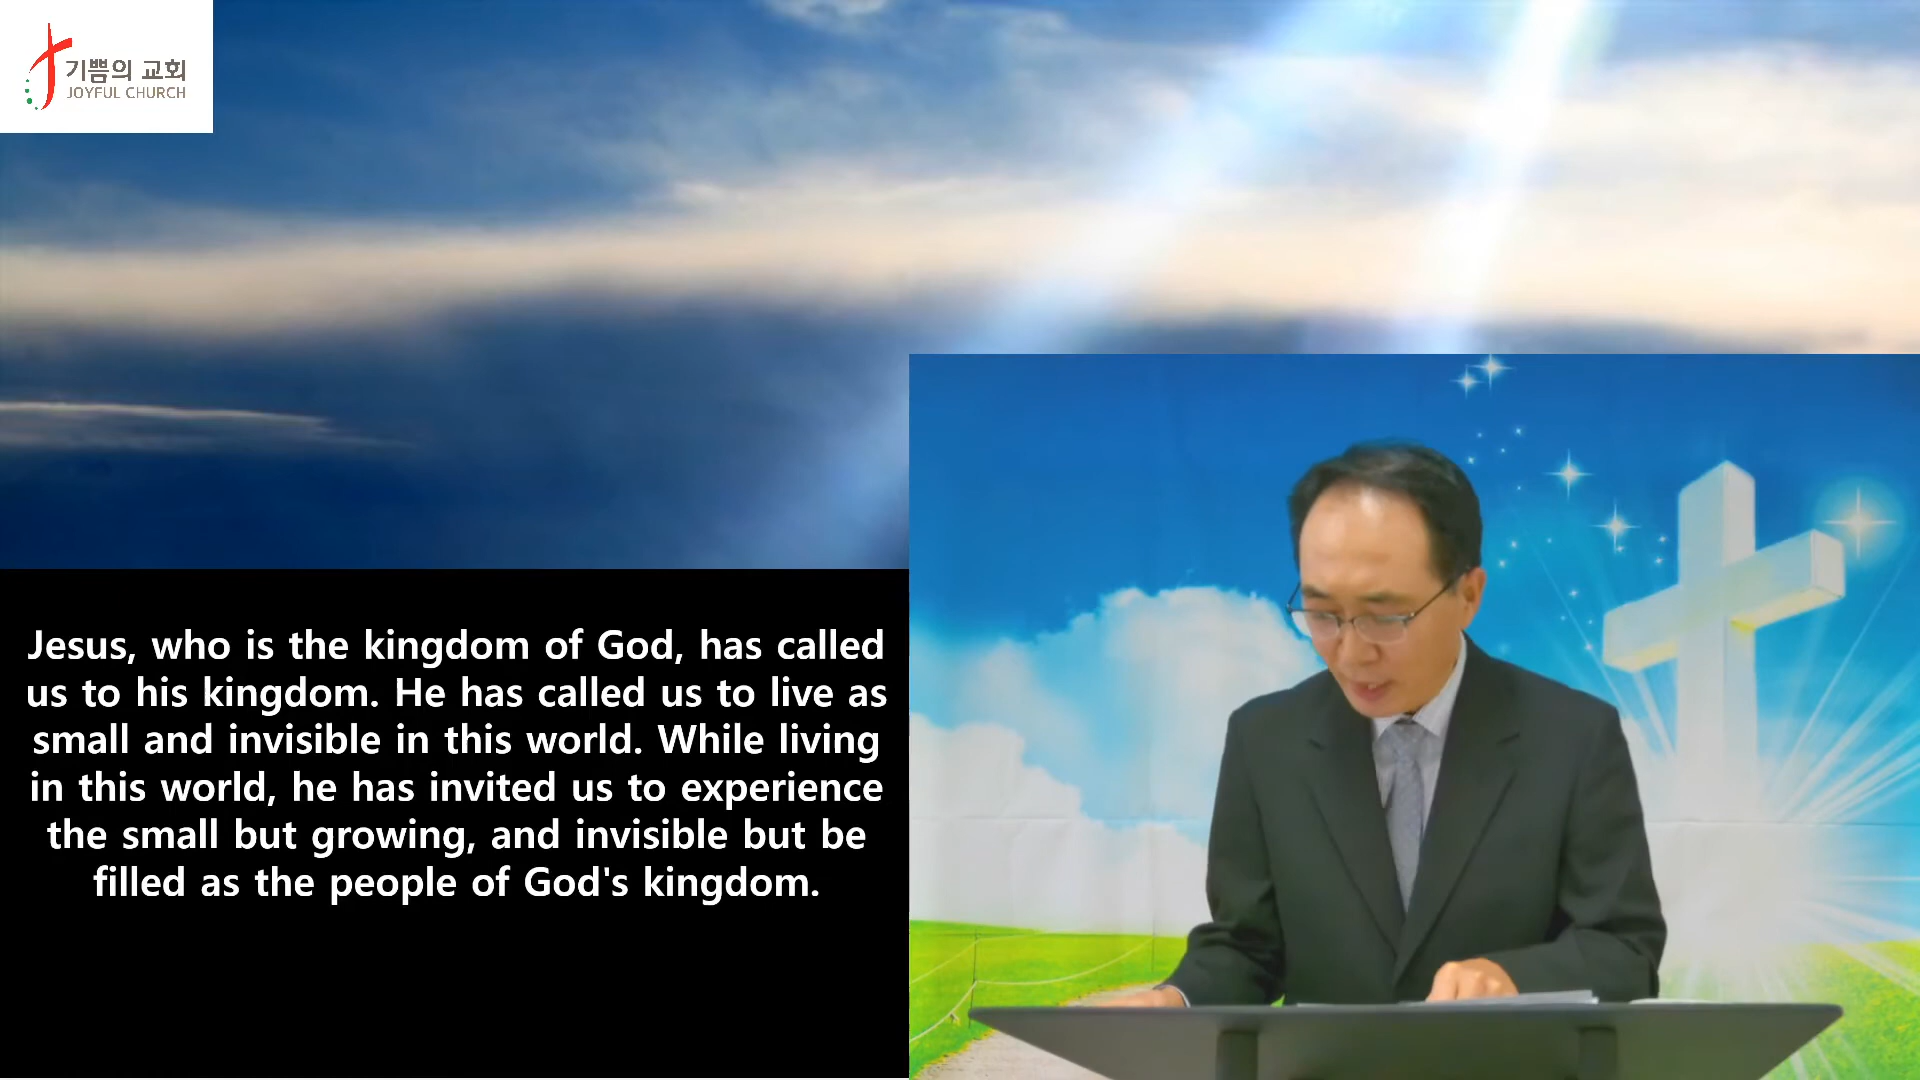 기쁨의 교회
JOYFUL CHURCH
Jesus, who is the kingdom of God, has called
us to his kingdom. He has called us to live as
small and invisible in this world. While living
in this world, he has invited us to experience
the small but growing, and invisible but be
filled as the people of God's kingdom.